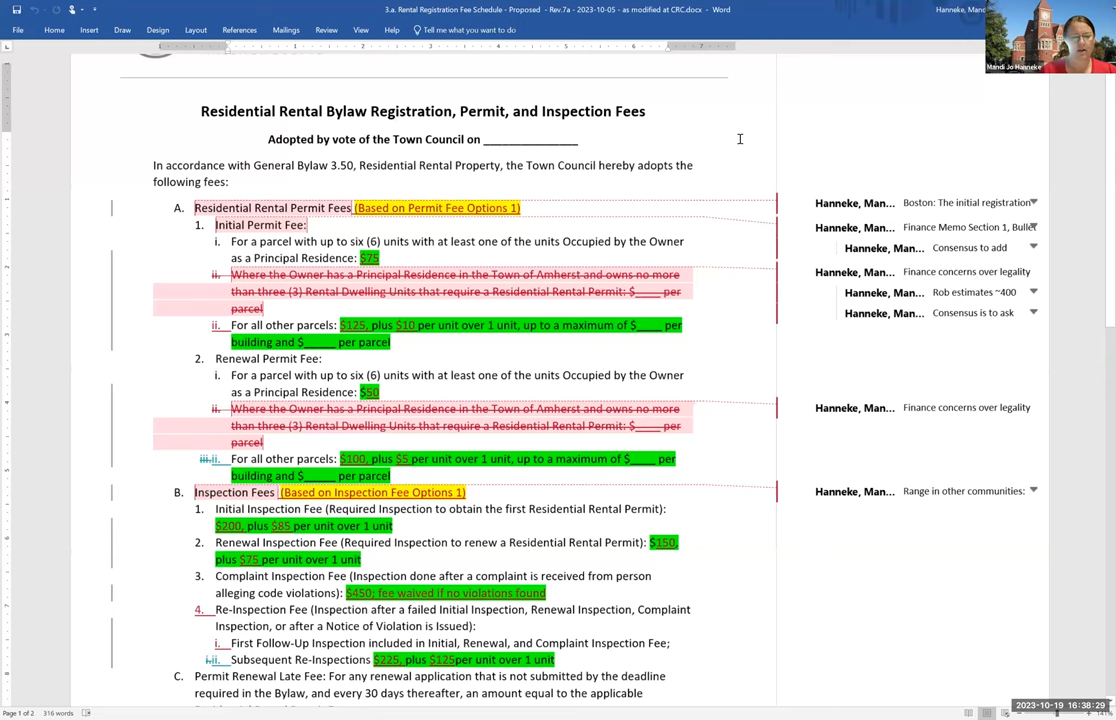 3.a. Rental Registration Fee Schedule - Proposed - Rev.7a - 2023-10-05 - as modified at CRC.docx - Word
Hanneke, Mand
File Home Insert Draw Design Layout References Mailings Review View Help Tell me what you want to do
Mandi Jo Hanneke
Residential Rental Bylaw Registration, Permit, and Inspection Fees
Adopted by vote of the Town Council on _______________
In accordance with General Bylaw 3.50, Residential Rental Property, the Town Council hereby adopts the
following fees:
A. Residential Rental Permit Fees (Based on Permit Fee Options 1)
1. Initial Permit Fee:
i. For a parcel with up to six (6) units with at least one of the units Occupied by the Owner
as a Principal Residence: $75
ii. Where the Owner has a Principal Residence in the Town of Amherst and owns no more
than three (3) Rental Dwelling Units that require a Residential Rental Permit: $____ per
parcel
ii. For all other parcels: $125, plus $10 per unit over 1 unit, up to a maximum of $____ per
building and $_____ per parcel
2. Renewal Permit Fee:
i. For a parcel with up to six (6) units with at least one of the units Occupied by the Owner
as a Principal Residence: $50
ii. Where the Owner has a Principal Residence in the Town of Amherst and owns no more
than three (3) Rental Dwelling Units that require a Residential Rental Permit: $____ per
parcel
iii.ii. For all other parcels: $100, plus $5 per unit over 1 unit, up to a maximum of $____ per
building and $_____ per parcel
B. Inspection Fees (Based on Inspection Fee Options 1)
1. Initial Inspection Fee (Required Inspection to obtain the first Residential Rental Permit):
$200, plus $85 per unit over 1 unit
2. Renewal Inspection Fee (Required Inspection to renew a Residential Rental Permit): $150,
plus $75 per unit over 1 unit
3. Complaint Inspection Fee (Inspection done after a complaint is received from person
alleging code violations): $450; fee waived if no violations found
4. Re-Inspection Fee (Inspection after a failed Initial Inspection, Renewal Inspection, Complaint
Inspection, or after a Notice of Violation is Issued):
i. First Follow-Up Inspection included in Initial, Renewal, and Complaint Inspection Fee;
i.ii. Subsequent Re-Inspections $225, plus $125per unit over 1 unit
C. Permit Renewal Late Fee: For any renewal application that is not submitted by the deadline
required in the Bylaw, and every 30 days thereafter, an amount equal to the applicable
Hanneke, Man... Boston: The initial registration
Hanneke, Man... Finance Memo Section 1, Bullet
Hanneke, Man... Consensus to add
Hanneke, Man... Finance concerns over legality
Hanneke, Man... Rob estimates ~400
Hanneke, Man... Consensus is to ask
Hanneke, Man... Finance concerns over legality
Hanneke, Man... Range in other communities:
Page 1 of 2 316 words
2023-10-19 16:38:29
141%